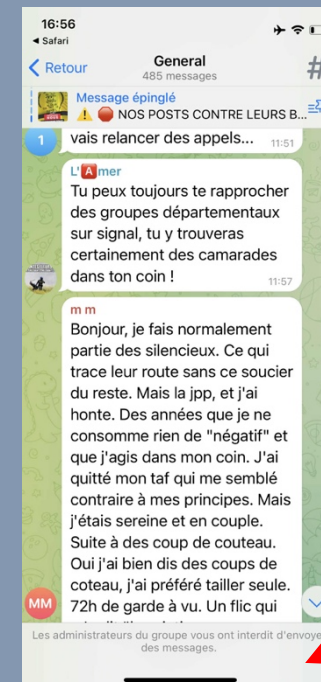 16:56
◄ Safari
Retour
General
485 messages
#
Message épinglé
⚠️ 🛑 NOS POSTS CONTRE LEURS B...
1
vais relancer des appels...
11:51
L'🅰️mer
Tu peux toujours te rapprocher
des groupes départementaux
sur signal, tu y trouveras
certainement des camarades
dans ton coin !
11:57
m m
Bonjour, je fais normalement
partie des silencieux. Ce qui
trace leur route sans ce soucier
du reste. Mais la jpp, et j'ai
honte. Des années que je ne
consomme rien de "négatif" et
que j'agis dans mon coin. J'ai
quitté mon taf qui me semblé
contraire à mes principes. Mais
j'étais sereine et en couple.
Suite à des coup de couteau.
Oui j'ai bien dis des coups de
coteau, j'ai préféré tailler seule.
72h de garde à vu. Un flic qui
MM
Les administrateurs du groupe vous ont interdit d'envoye
des messages.